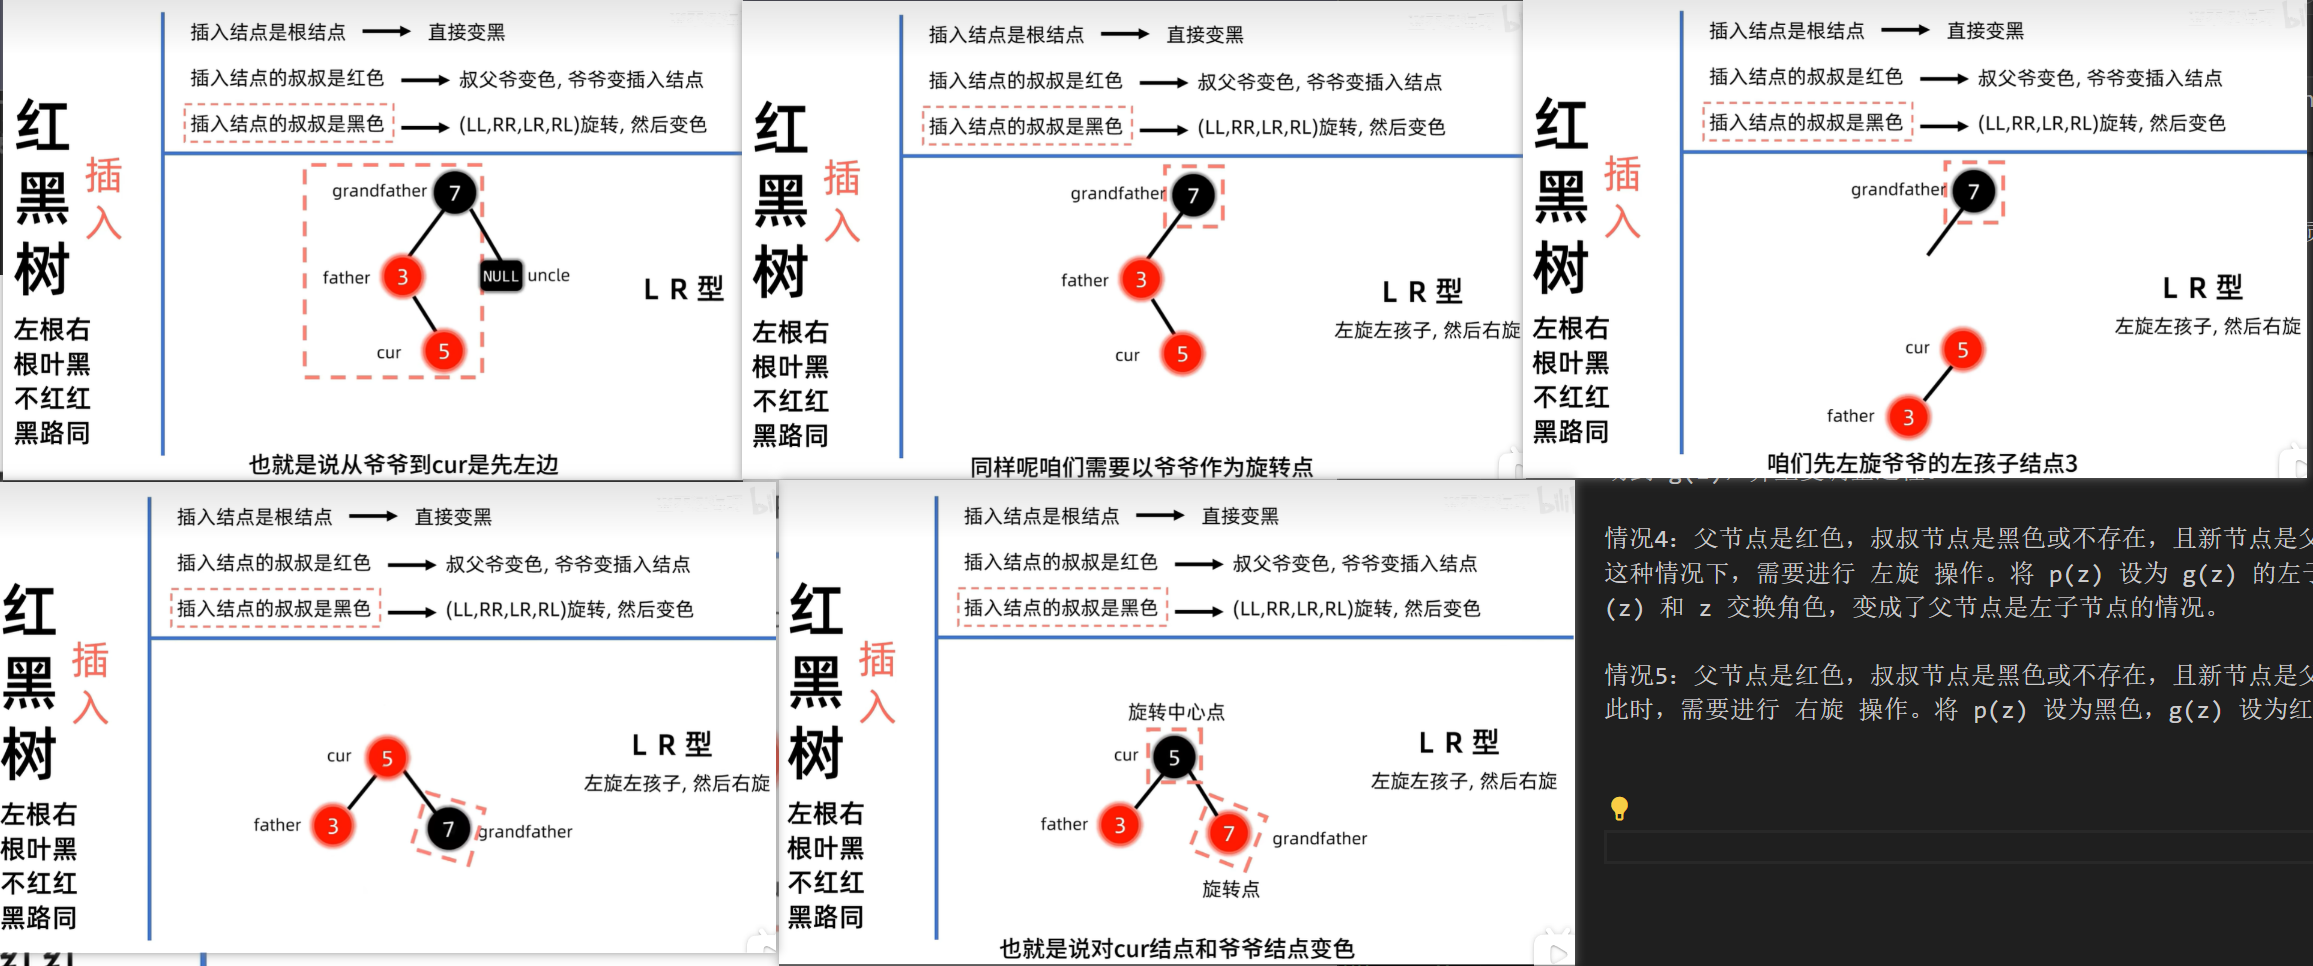 插入结点是根结点 直接变黑
插入结点的叔叔是红色 叔父爷变色, 爷爷变插入结点
插入结点的叔叔是黑色 (LL,RR,LR,RL)旋转, 然后变色
红黑树
插入
左根右
根叶黑
不红红
黑路同
grandfather 7
father 3
NULL uncle
cur 5
LR型
也就是说从爷爷到cur是先左边
插入结点是根结点 直接变黑
插入结点的叔叔是红色 叔父爷变色, 爷爷变插入结点
插入结点的叔叔是黑色 (LL,RR,LR,RL)旋转, 然后变色
红黑树
插入
左根右
根叶黑
不红红
黑路同
grandfather 7
father 3
cur 5
LR型
左旋左孩子, 然后右旋
同样呢咱们需要以爷爷作为旋转点
插入结点是根结点 直接变黑
插入结点的叔叔是红色 叔父爷变色, 爷爷变插入结点
插入结点的叔叔是黑色 (LL,RR,LR,RL)旋转, 然后变色
红黑树
插入
左根右
根叶黑
不红红
黑路同
grandfather 7
cur 5
father 3
LR型
左旋左孩子, 然后右旋
咱们先左旋爷爷的左孩子结点3
插入结点是根结点 直接变黑
插入结点的叔叔是红色 叔父爷变色, 爷爷变插入结点
插入结点的叔叔是黑色 (LL,RR,LR,RL)旋转, 然后变色
红黑树
插入
左根右
根叶黑
不红红
黑路同
cur 5
father 3
7 grandfather
LR型
左旋左孩子, 然后右旋
插入结点是根结点 直接变黑
插入结点的叔叔是红色 叔父爷变色, 爷爷变插入结点
插入结点的叔叔是黑色 (LL,RR,LR,RL)旋转, 然后变色
红黑树
插入
左根右
根叶黑
不红红
黑路同
旋转中心点
cur 5
father 3
7 grandfather
旋转点
LR型
左旋左孩子, 然后右旋
也就是说对cur结点和爷爷结点变色
情况4: 父节点是红色，叔叔节点是黑色或不存在，且新节点是父
这种情况下，需要进行 左旋 操作。将 p(z) 设为 g(z) 的左子
(z) 和 z 交换角色，变成了父节点是左子节点的情况。
情况5: 父节点是红色，叔叔节点是黑色或不存在，且新节点是父
此时，需要进行 右旋 操作。将 p(z) 设为黑色，g(z) 设为红